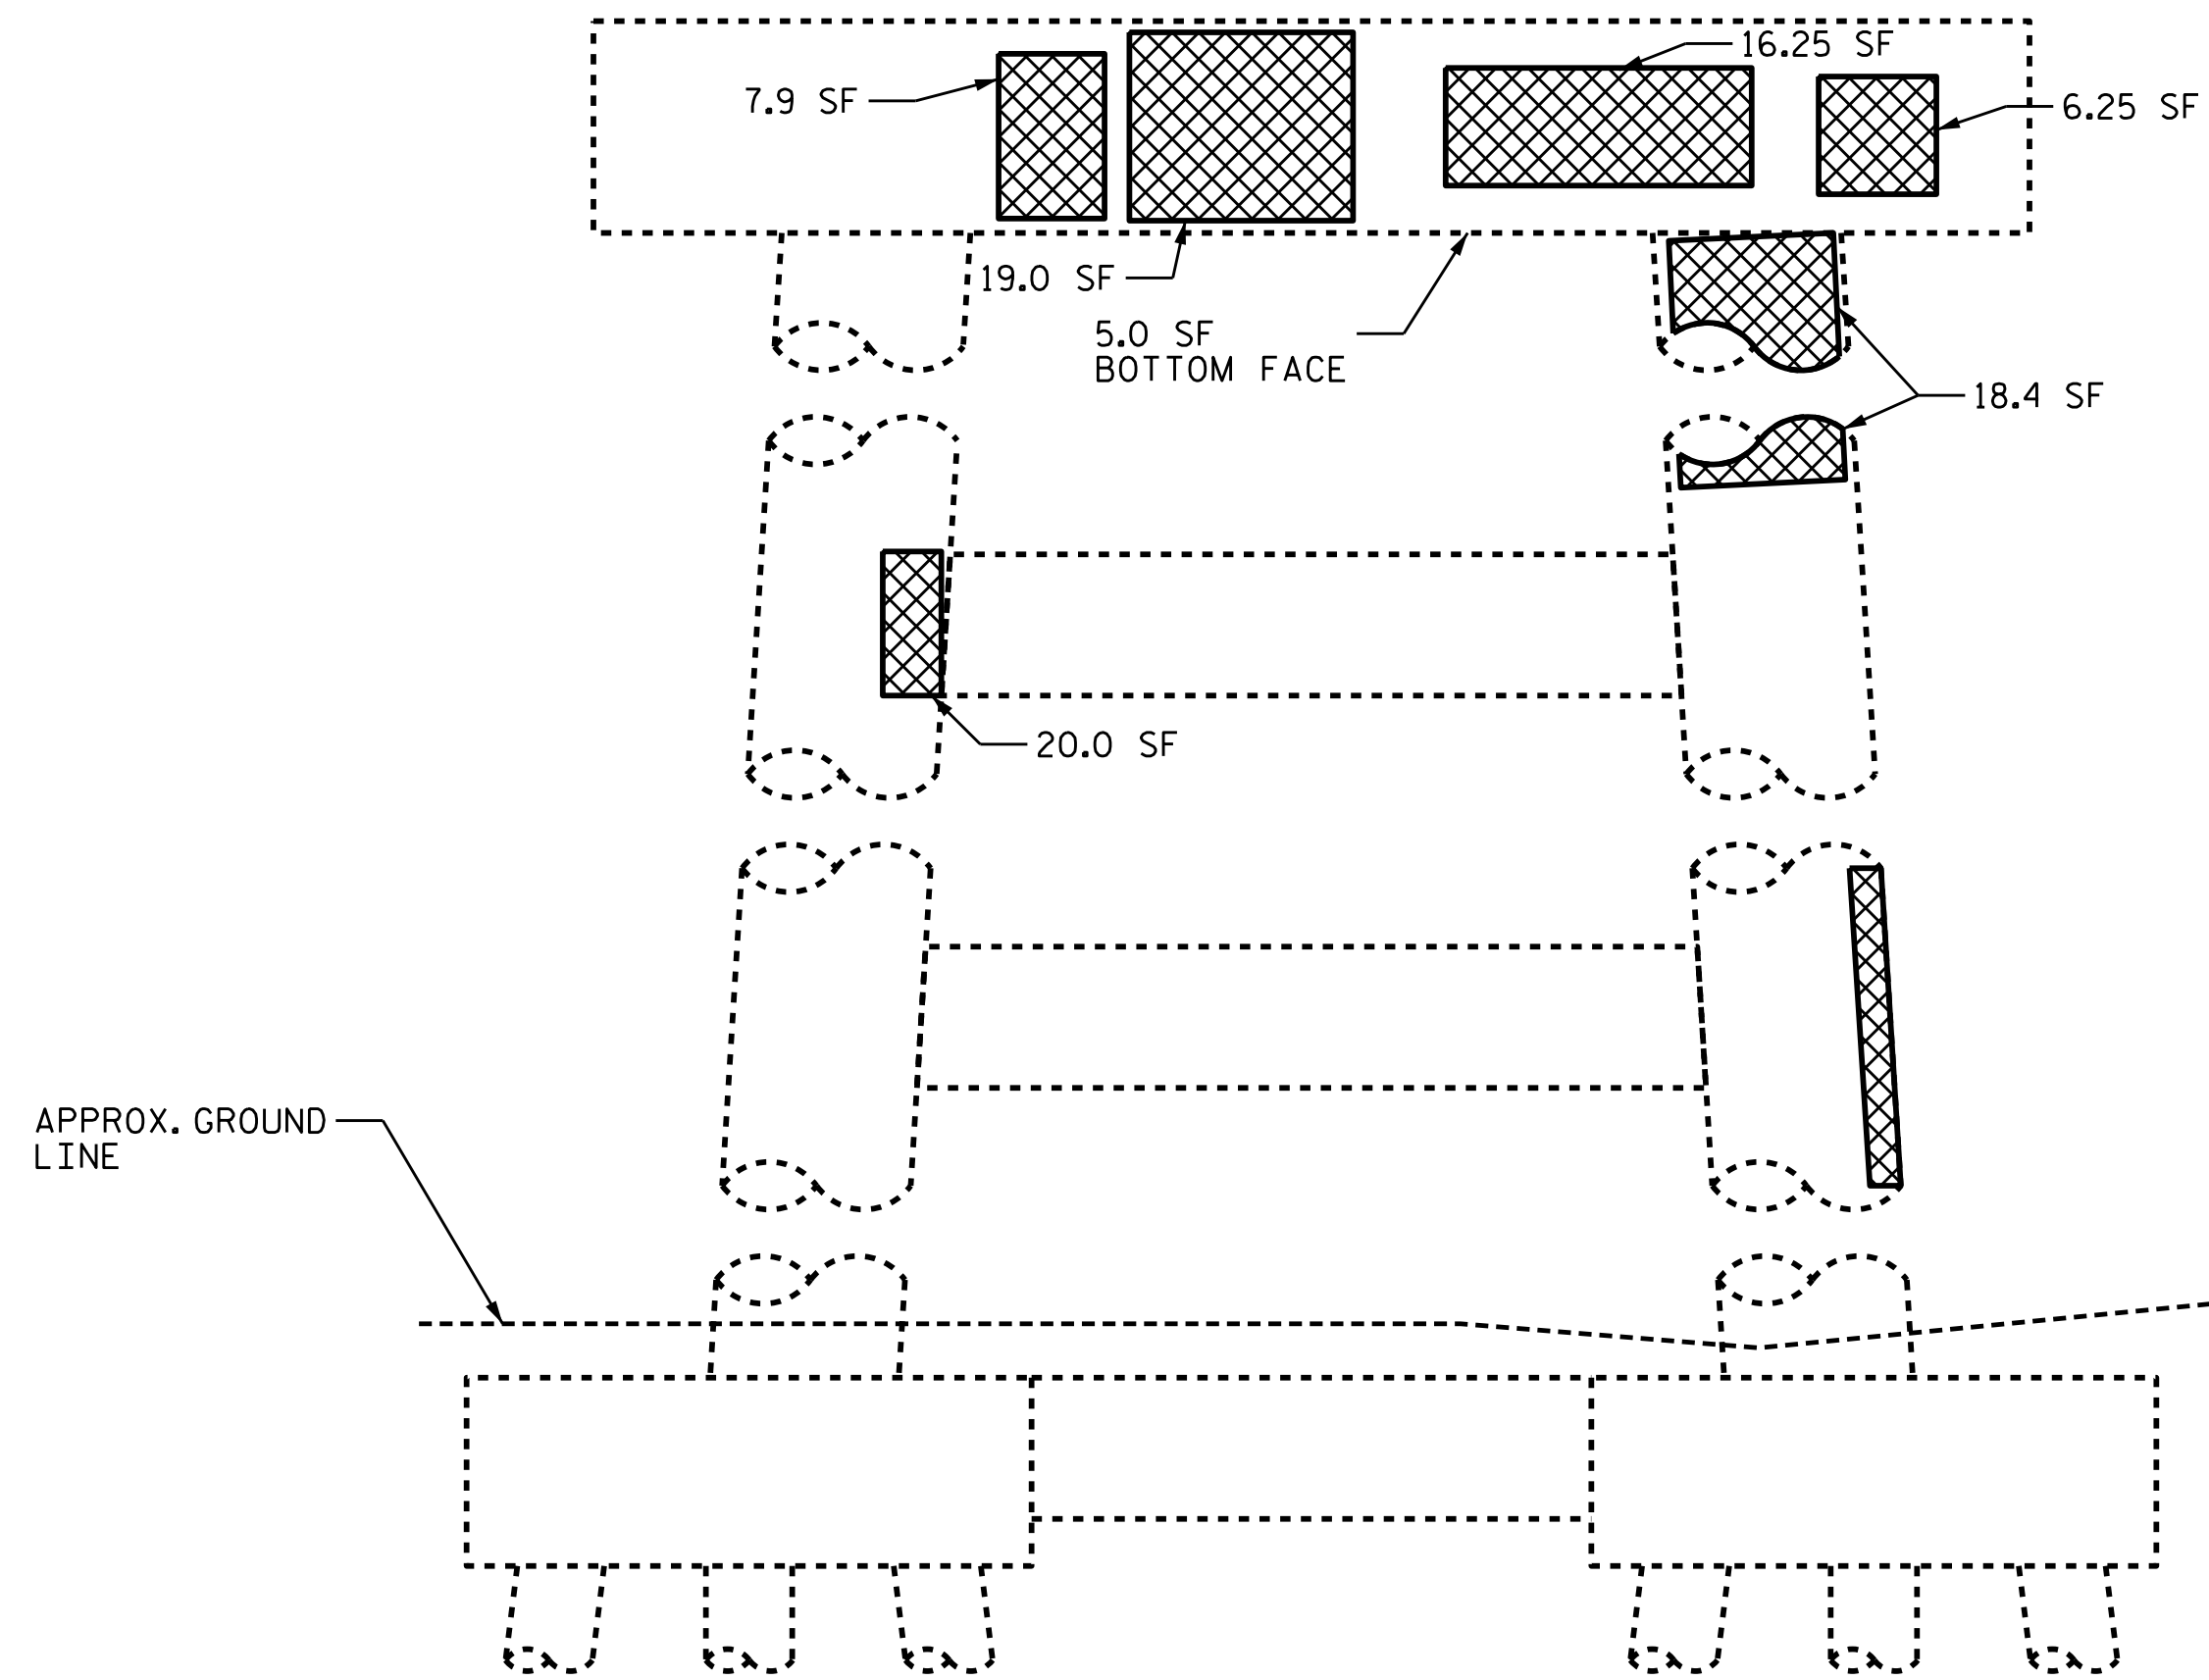 16.25 SF
7.9 SF
6.25 SF
19.0 SF
5.0 SF
BOTTOM FACE
18.4 SF
20.0 SF
APPROX. GROUND
LINE